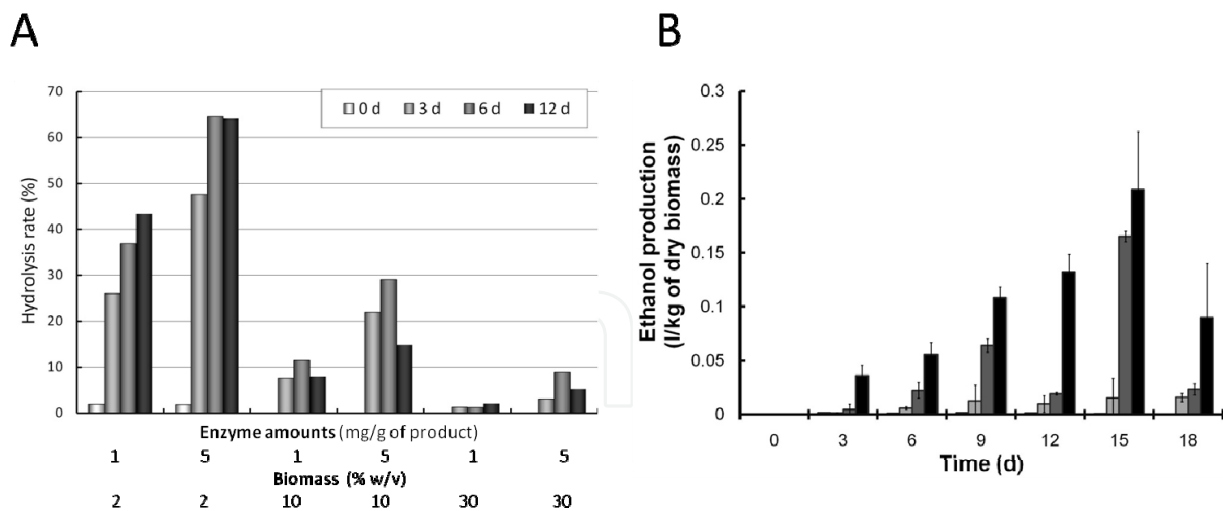 A
B
70
60
50
40
30
20
10
0
Hydrolysis rate (%)
0 d 3 d 6 d 12 d
Enzyme amounts (mg/g of product)
1 5 1 5 1 5
Biomass (% w/v)
2 2 10 10 30 30
0.3
0.25
0.2
0.15
0.1
0.05
0
Ethanol production
(l/kg of dry biomass)
0 3 6 9 12 15 18
Time (d)